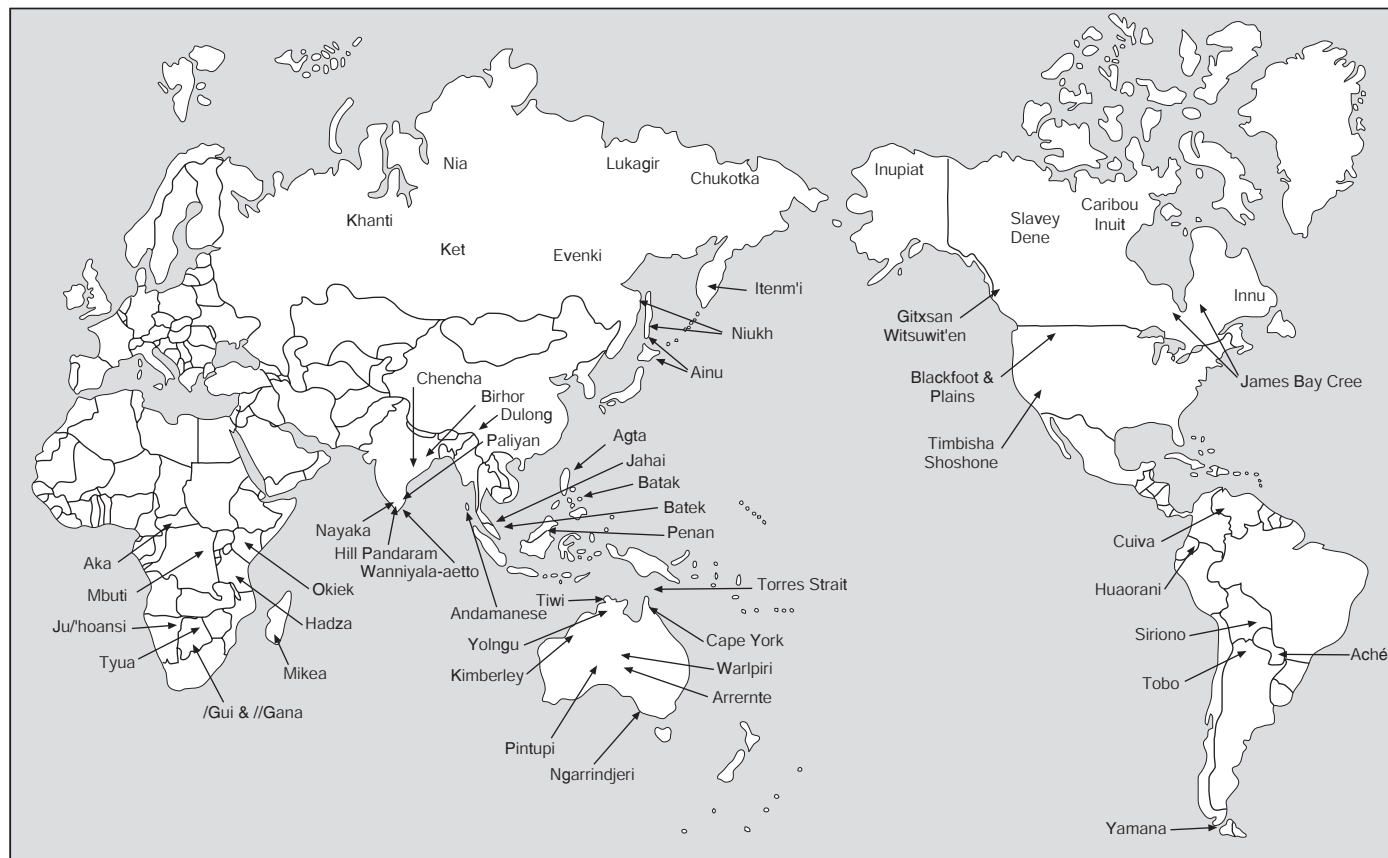 Nia
Lukagir
Chukotka
Khanti
Ket
Evenki
Itenm'i
Niukh
Ainu
Chencha
Birhor
Dulong
Paliyan
Agta
Jahai
Batak
Batek
Penan
Nayaka
Hill Pandaram
Wanniyala-aetto
Andamanese
Aka
Mbuti
Okiek
Hadza
Ju/'hoansi
Tyua
Mikea
/Gui & //Gana
Torres Strait
Tiwi
Yolngu
Cape York
Kimberley
Warlpiri
Arrernte
Pintupi
Ngarrindjeri
Inupiat
Slavey
Dene
Caribou
Inuit
Innu
Gitxsan
Witsuwit'en
Blackfoot &
Plains
James Bay Cree
Timbisha
Shoshone
Cuiva
Huaorani
Siriono
Aché
Tobo
Yamana